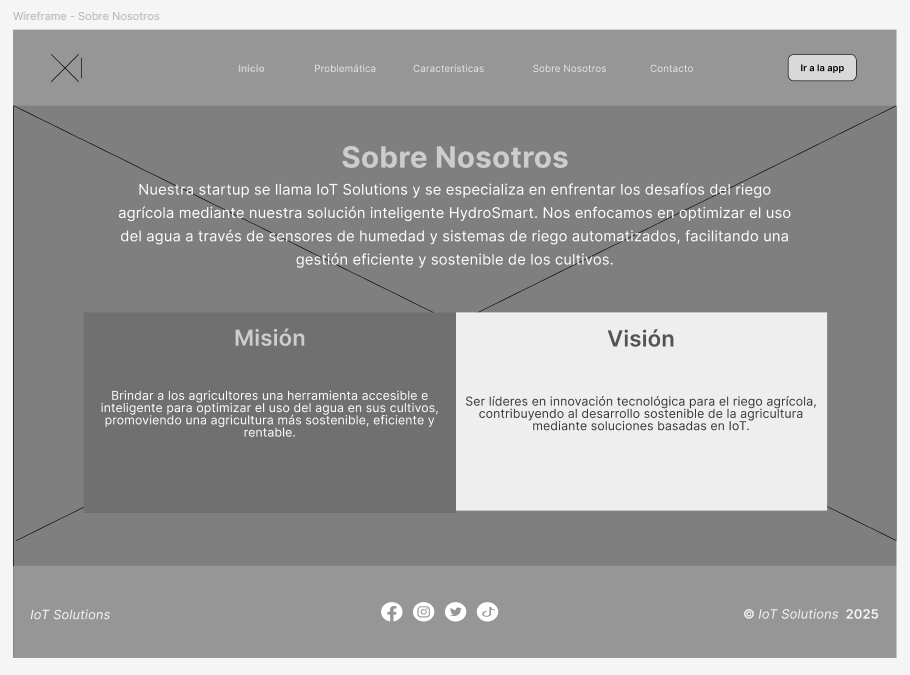 Wireframe - Sobre Nosotros
Inicio
Problemática
Características
Sobre Nosotros
Contacto
Ir a la app
Sobre Nosotros
Nuestra startup se llama IoT Solutions y se especializa en enfrentar los desafíos del riego
agrícola mediante nuestra solución inteligente HydroSmart. Nos enfocamos en optimizar el uso
del agua a través de sensores de humedad y sistemas de riego automatizados, facilitando una
gestión eficiente y sostenible de los cultivos.
Misión
Brindar a los agricultores una herramienta accesible e
inteligente para optimizar el uso del agua en sus cultivos,
promoviendo una agricultura más sostenible, eficiente y
rentable.
Visión
Ser líderes en innovación tecnológica para el riego agrícola,
contribuyendo al desarrollo sostenible de la agricultura
mediante soluciones basadas en IoT.
IoT Solutions
© IoT Solutions 2025